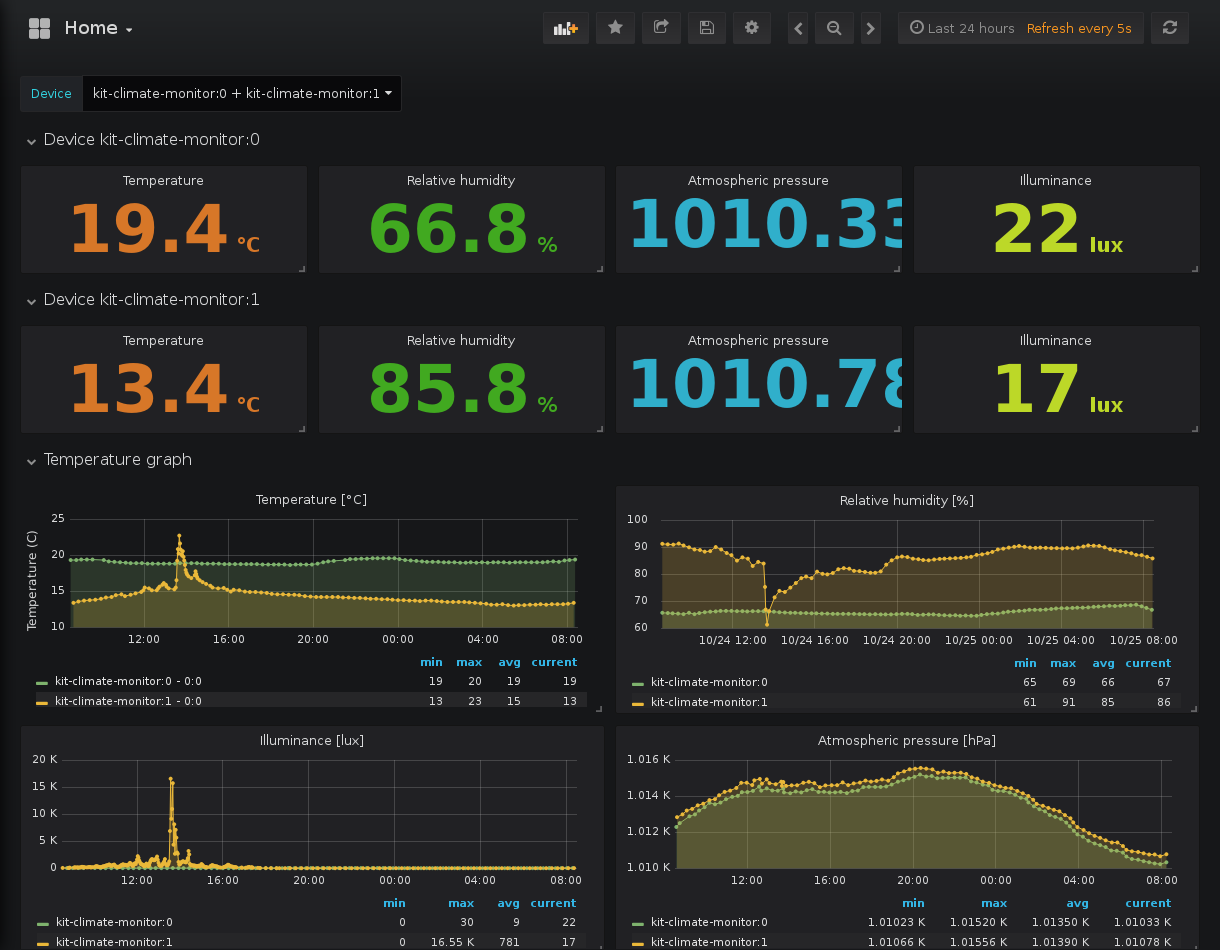 Home
Last 24 hours Refresh every 5s
Device kit-climate-monitor:0 + kit-climate-monitor:1
Device kit-climate-monitor:0
Temperature Relative humidity Atmospheric pressure Illuminance
19.4 °C 66.8 % 1010.33 22 lux
Device kit-climate-monitor:1
Temperature Relative humidity Atmospheric pressure Illuminance
13.4 °C 85.8 % 1010.78 17 lux
Temperature graph
Temperature [°C]
Temperature (C)
25
20
15
10
12:00 16:00 20:00 00:00 04:00 08:00
min max avg current
kit-climate-monitor:0 - 0:0 19 20 19 19
kit-climate-monitor:1 - 0:0 13 23 15 13
Relative humidity [%]
100
90
80
70
60
10/24 12:00 10/24 16:00 10/24 20:00 10/25 00:00 10/25 04:00 10/25 08:00
min max avg current
kit-climate-monitor:0 65 69 66 67
kit-climate-monitor:1 61 91 85 86
Illuminance [lux]
20 K
15 K
10 K
5 K
0
12:00 16:00 20:00 00:00 04:00 08:00
min max avg current
kit-climate-monitor:0 0 30 9 22
kit-climate-monitor:1 0 16.55 K 781 17
Atmospheric pressure [hPa]
1.016 K
1.014 K
1.012 K
1.010 K
12:00 16:00 20:00 00:00 04:00 08:00
min max avg current
kit-climate-monitor:0 1.01023 K 1.01520 K 1.01350 K 1.01033 K
kit-climate-monitor:1 1.01066 K 1.01556 K 1.01390 K 1.01078 K